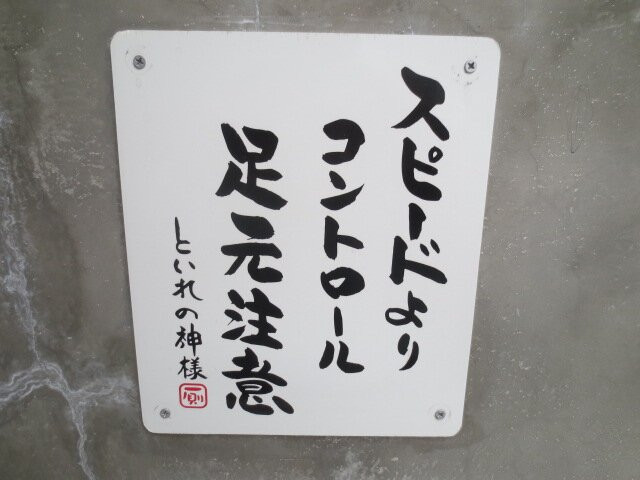 スピードより
コントロール
足元注意
といれの神様
厠